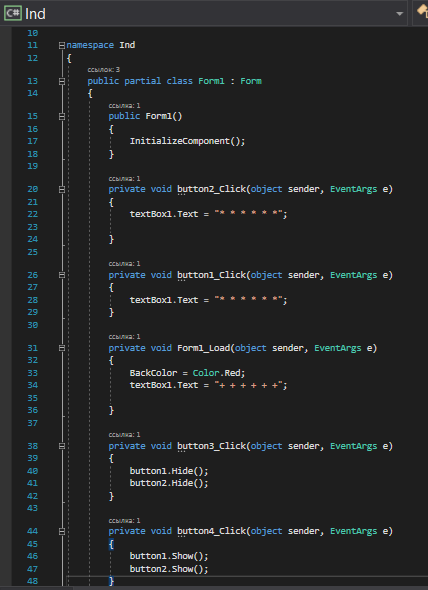 C# Ind
10
11 namespace Ind
12 {
ссылок: 3
13 public partial class Form1 : Form
14 {
ссылка: 1
15 public Form1()
16 {
17 InitializeComponent();
18 }
19
ссылка: 1
20 private void button2_Click(object sender, EventArgs e)
21 {
22 textBox1.Text = "* * * * * *";
23
24 }
25
ссылка: 1
26 private void button1_Click(object sender, EventArgs e)
27 {
28 textBox1.Text = "* * * * * *";
29 }
30
ссылка: 1
31 private void Form1_Load(object sender, EventArgs e)
32 {
33 BackColor = Color.Red;
34 textBox1.Text = "+ + + + + +";
35
36 }
37
ссылка: 1
38 private void button3_Click(object sender, EventArgs e)
39 {
40 button1.Hide();
41 button2.Hide();
42 }
43
ссылка: 1
44 private void button4_Click(object sender, EventArgs e)
45 {
46 button1.Show();
47 button2.Show();
48 }